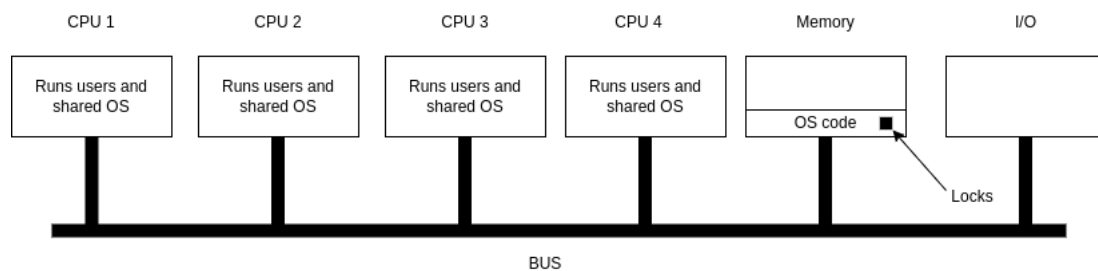 CPU 1
CPU 2
CPU 3
CPU 4
Memory
I/O
Runs users and
shared OS
Runs users and
shared OS
Runs users and
shared OS
Runs users and
shared OS
OS code
Locks
BUS